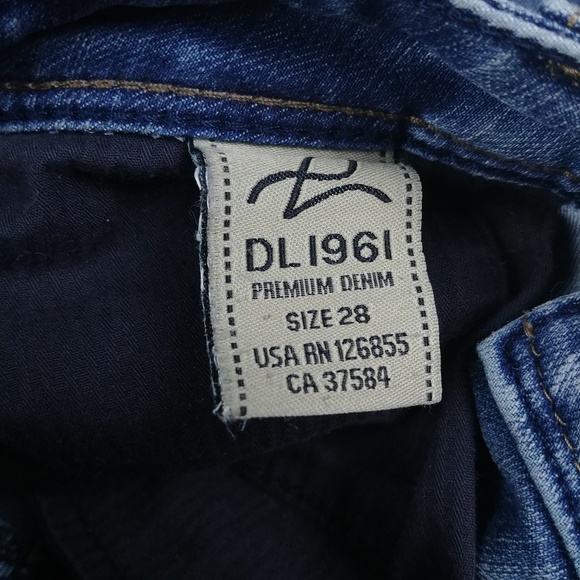 DL1961
PREMIUM DENIM
SIZE 28
USA RN 126855
CA 37584